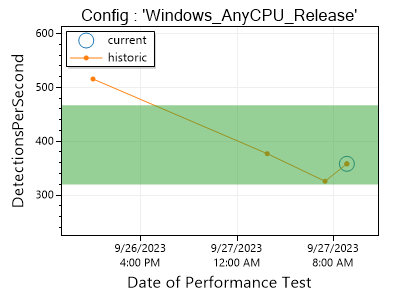 Config : 'Windows_AnyCPU_Release'
current
historic
DetectionsPerSecond
600
500
400
300
9/26/2023
4:00 PM
9/27/2023
12:00 AM
9/27/2023
8:00 AM
Date of Performance Test